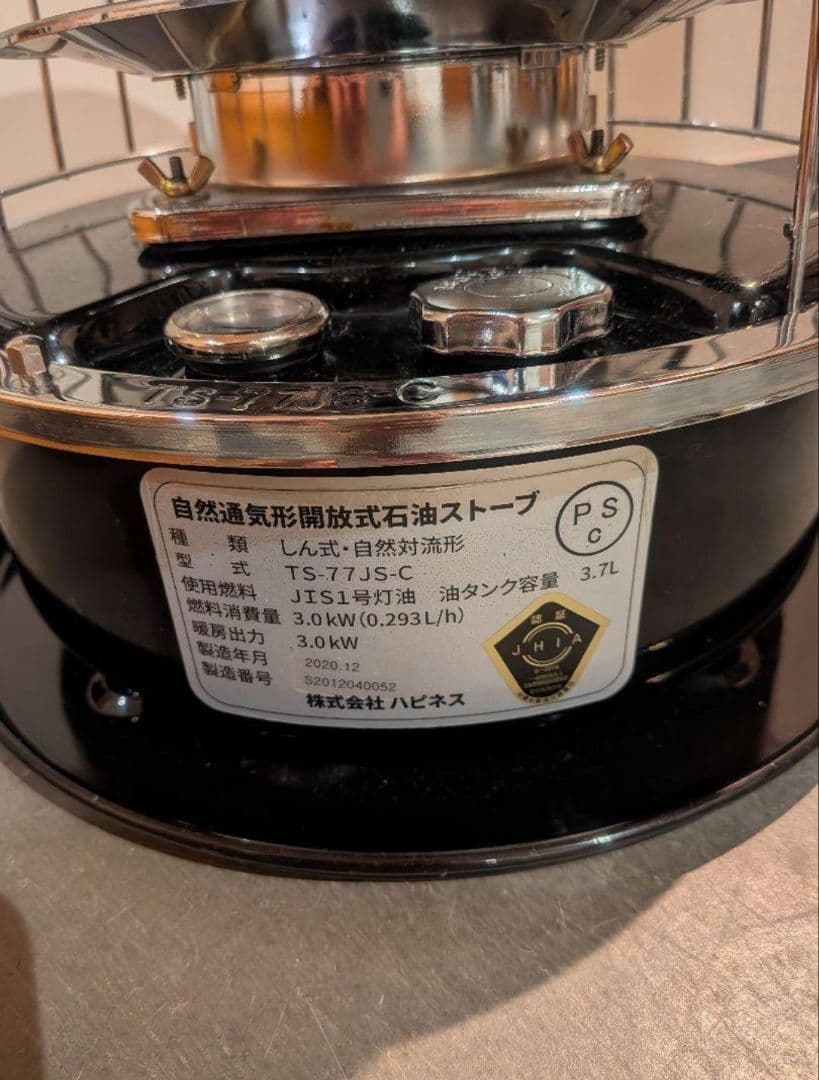 TS-77JS-C
自然通気形開放式石油ストーブ
PSC
種 類 しん式・自然対流形
型 式 TS-77JS-C
使用燃料 JIS1号灯油 油タンク容量 3.7L
燃料消費量 3.0kW(0.293L/h)
暖房出力 3.0kW
製造年月 2020.12
製造番号 S2012040052
株式会社 ハピネス
認証
JHIA